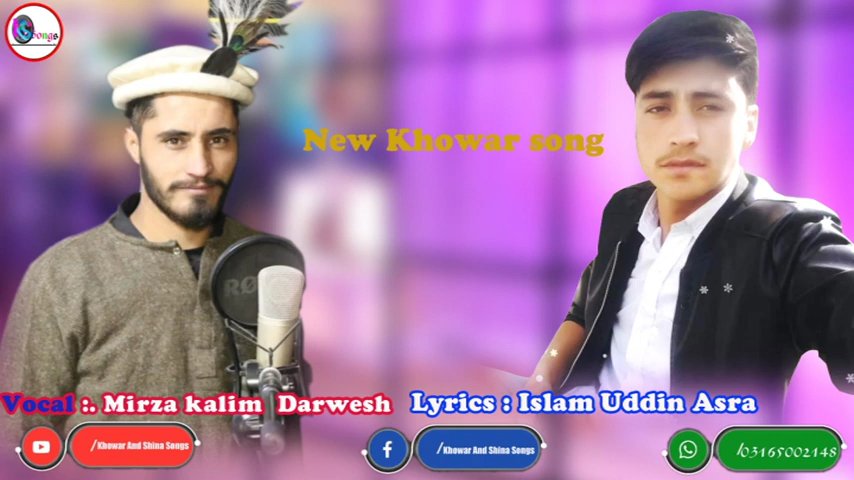 Songs
New Khowar song
RØDE
Vocal :. Mirza kalim Darwesh
Lyrics : Islam Uddin Asra
/Khowar And Shina Songs
/Khowar And Shina Songs
/03165002148